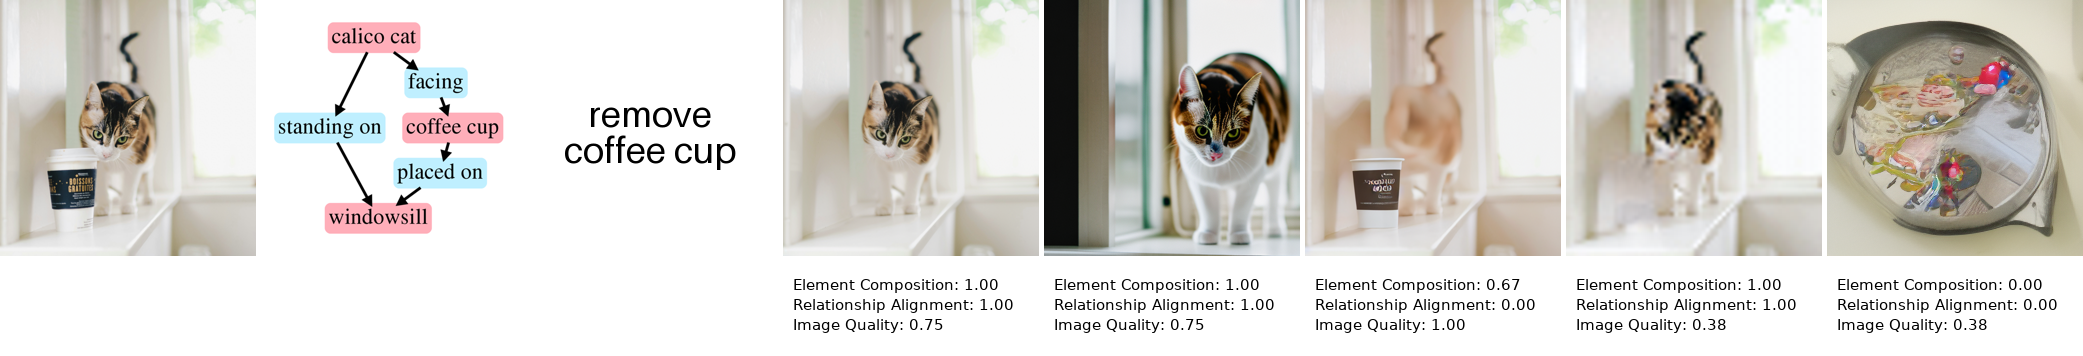 BOISSONS
GRATUITES
calico cat
facing
standing on
coffee cup
placed on
windowsill
remove
coffee cup
Element Composition: 1.00
Relationship Alignment: 1.00
Image Quality: 0.75
Element Composition: 1.00
Relationship Alignment: 1.00
Image Quality: 0.75
Element Composition: 0.67
Relationship Alignment: 0.00
Image Quality: 1.00
Element Composition: 1.00
Relationship Alignment: 1.00
Image Quality: 0.38
Element Composition: 0.00
Relationship Alignment: 0.00
Image Quality: 0.38